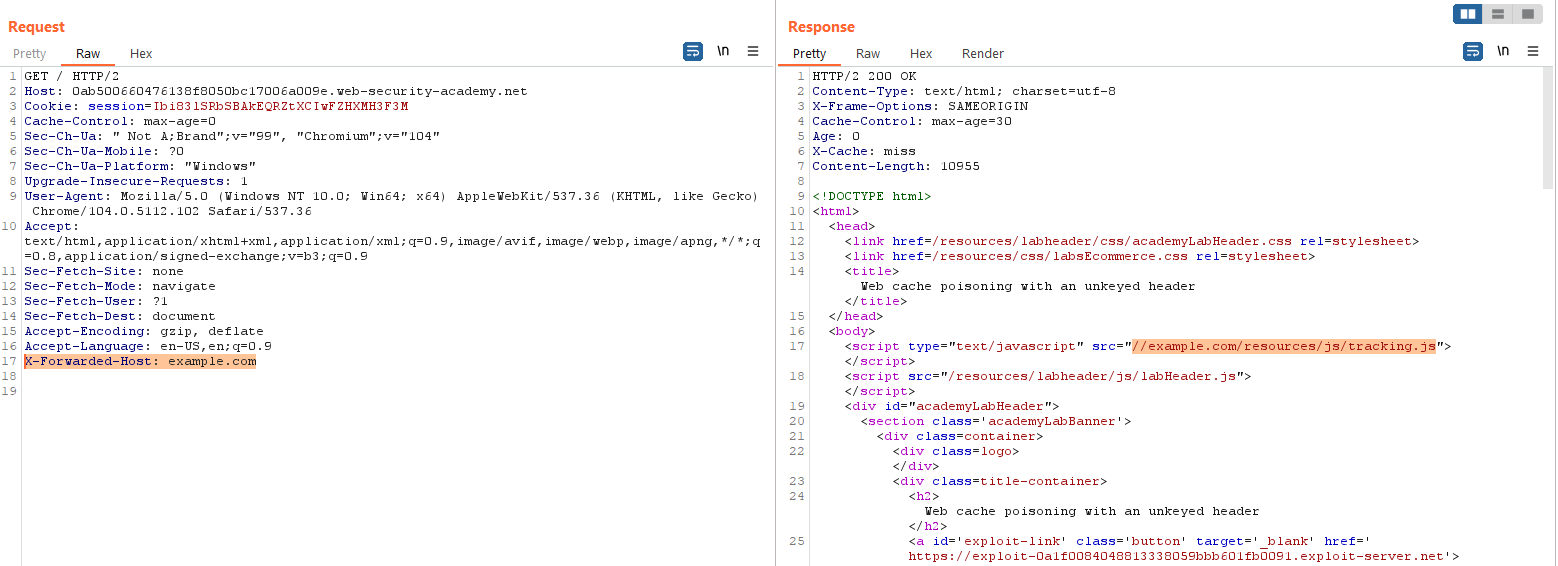 Request
Pretty Raw Hex
\n
1 GET / HTTP/2
2 Host: 0ab500660476138f8050bc17006a009e.web-security-academy.net
3 Cookie: session=Ibi83lSRbSBAkEQRZtXCIwFZHXMH3F3M
4 Cache-Control: max-age=0
5 Sec-Ch-Ua: " Not A;Brand";v="99", "Chromium";v="104"
6 Sec-Ch-Ua-Mobile: ?0
7 Sec-Ch-Ua-Platform: "Windows"
8 Upgrade-Insecure-Requests: 1
9 User-Agent: Mozilla/5.0 (Windows NT 10.0; Win64; x64) AppleWebKit/537.36 (KHTML, like Gecko)
Chrome/104.0.5112.102 Safari/537.36
10 Accept:
text/html,application/xhtml+xml,application/xml;q=0.9,image/avif,image/webp,image/apng,*/*;q
=0.8,application/signed-exchange;v=b3;q=0.9
11 Sec-Fetch-Site: none
12 Sec-Fetch-Mode: navigate
13 Sec-Fetch-User: ?1
14 Sec-Fetch-Dest: document
15 Accept-Encoding: gzip, deflate
16 Accept-Language: en-US,en;q=0.9
17 X-Forwarded-Host: example.com
18
19
Response
Pretty Raw Hex Render
\n
1 HTTP/2 200 OK
2 Content-Type: text/html; charset=utf-8
3 X-Frame-Options: SAMEORIGIN
4 Cache-Control: max-age=30
5 Age: 0
6 X-Cache: miss
7 Content-Length: 10955
8
9 <!DOCTYPE html>
10 <html>
11 <head>
12 <link href=/resources/labheader/css/academyLabHeader.css rel=stylesheet>
13 <link href=/resources/css/labsEcommerce.css rel=stylesheet>
14 <title>
Web cache poisoning with an unkeyed header
</title>
15 </head>
16 <body>
17 <script type="text/javascript" src="//example.com/resources/js/tracking.js">
</script>
18 <script src="/resources/labheader/js/labHeader.js">
</script>
19 <div id="academyLabHeader">
20 <section class='academyLabBanner'>
21 <div class=container>
22 <div class=logo>
</div>
23 <div class=title-container>
24 <h2>
Web cache poisoning with an unkeyed header
</h2>
25 <a id='exploit-link' class='button' target='_blank' href='
https://exploit-0a1f0084048813338059bbb601fb0091.exploit-server.net'>